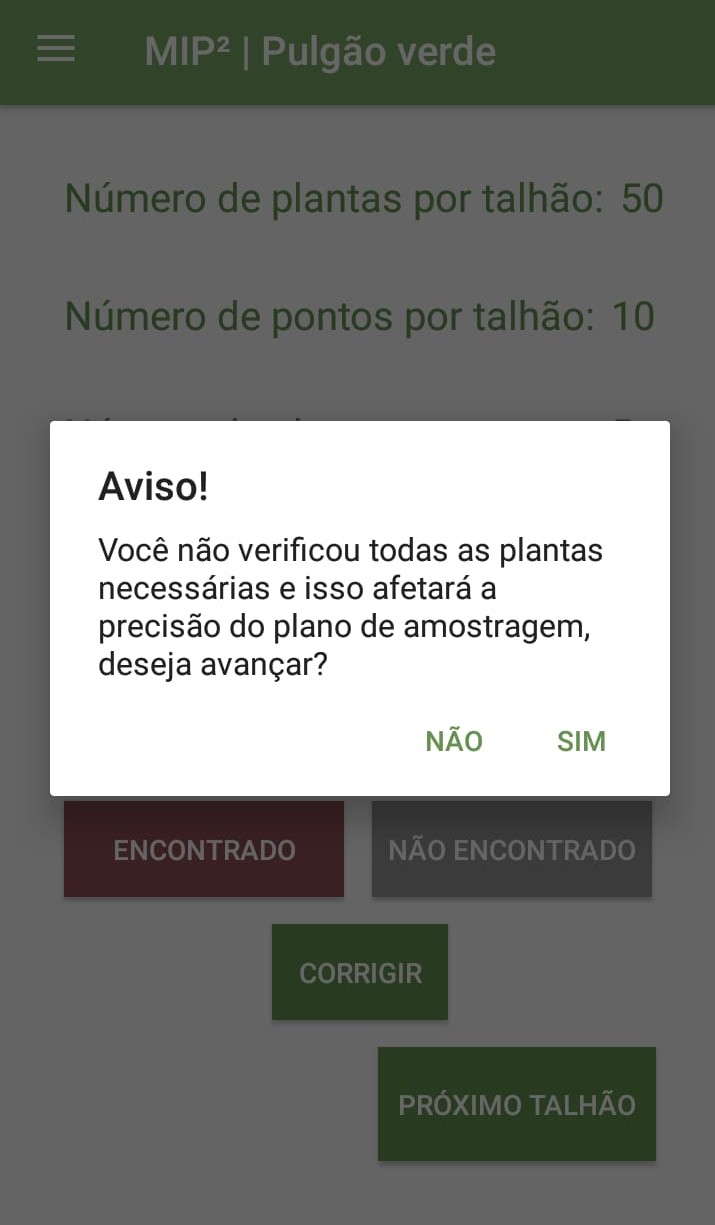 MIP² | Pulgão verde
Número de plantas por talhão: 50
Número de pontos por talhão: 10
Aviso!
Você não verificou todas as plantas
necessárias e isso afetará a
precisão do plano de amostragem,
deseja avançar?
NÃO SIM
ENCONTRADO NÃO ENCONTRADO
CORRIGIR
PRÓXIMO TALHÃO